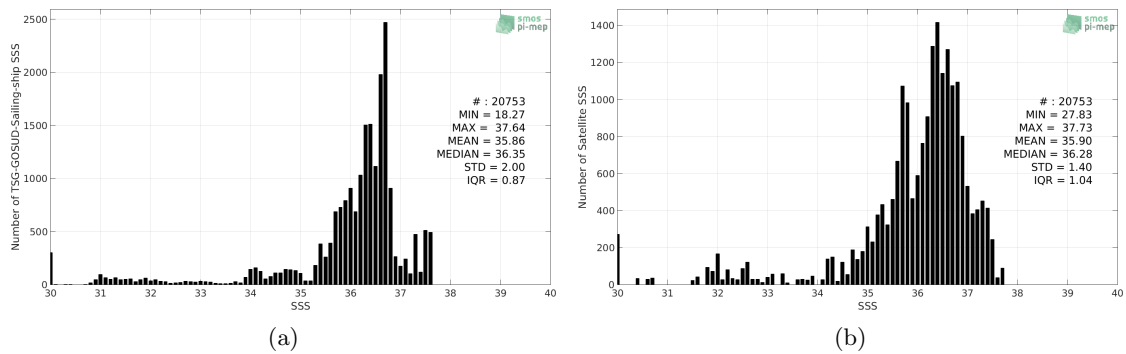 2500
2000
1500
1000
500
0
Number of TSG-GOSUD-Sailing-ship SSS
smos
pi-mep
# : 20753
MIN = 18.27
MAX = 37.64
MEAN = 35.86
MEDIAN = 36.35
STD = 2.00
IQR = 0.87
30 31 32 33 34 35 36 37 38 39 40
SSS
(a)
1400
1200
1000
800
600
400
200
0
Number of Satellite SSS
smos
pi-mep
# : 20753
MIN = 27.83
MAX = 37.73
MEAN = 35.90
MEDIAN = 36.28
STD = 1.40
IQR = 1.04
30 31 32 33 34 35 36 37 38 39 40
SSS
(b)